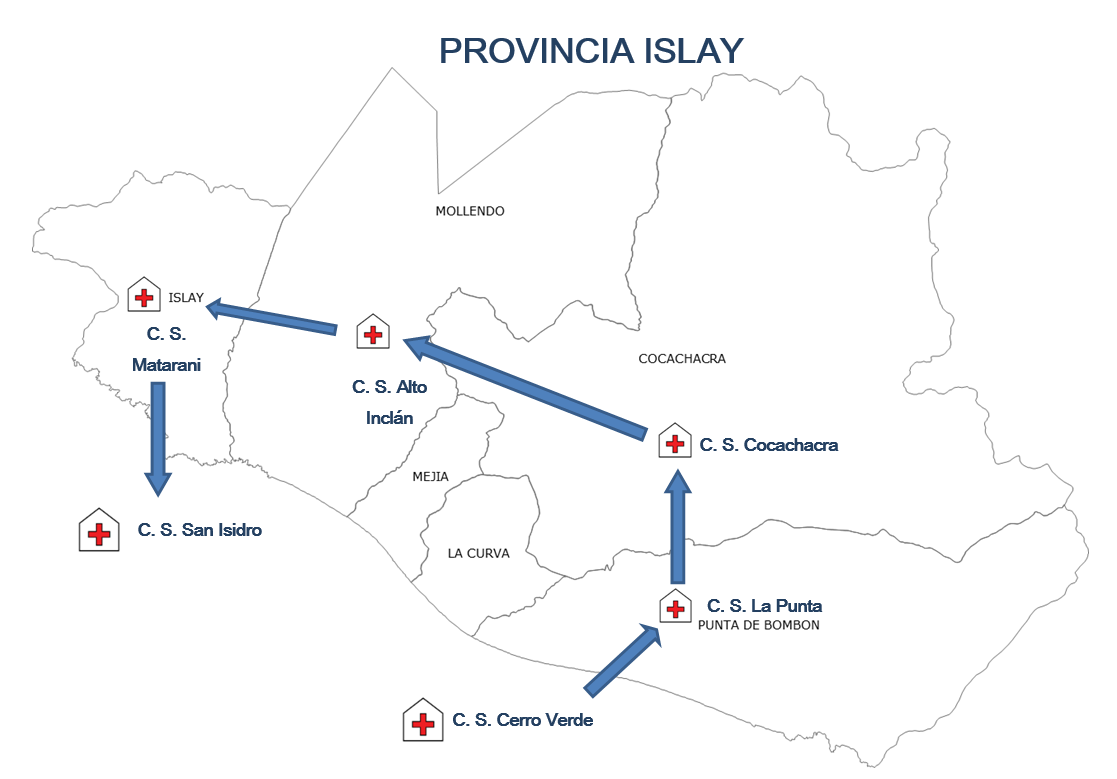 PROVINCIA ISLAY
MOLLENDO
ISLAY
C. S.
Matarani
COCACHACRA
C. S. Alto
Inclán
C. S. Cocachacra
MEJIA
C. S. San Isidro
LA CURVA
C. S. La Punta
PUNTA DE BOMBON
C. S. Cerro Verde